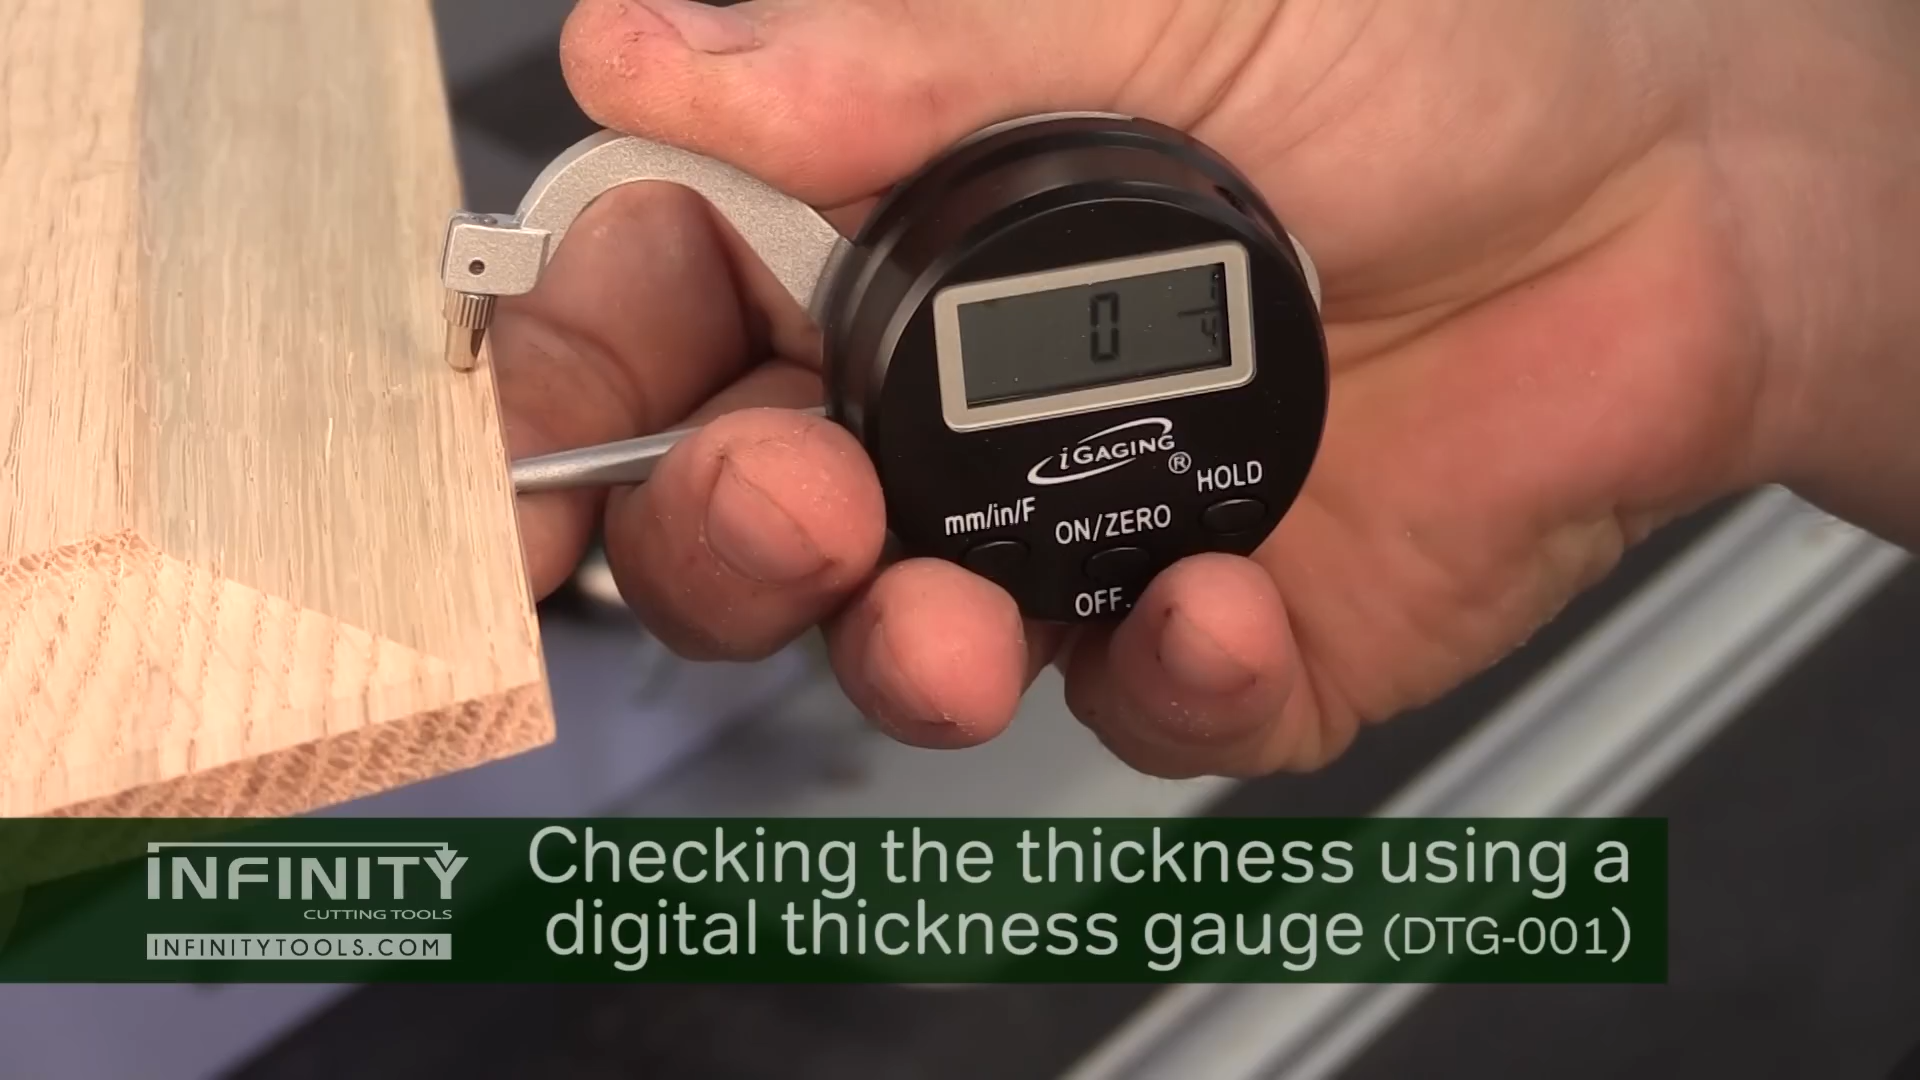 0
iGAGING®
HOLD
mm/in/F
ON/ZERO
OFF.
INFINITY
CUTTING TOOLS
INFINITYTOOLS.COM
Checking the thickness using a
digital thickness gauge (DTG-001)